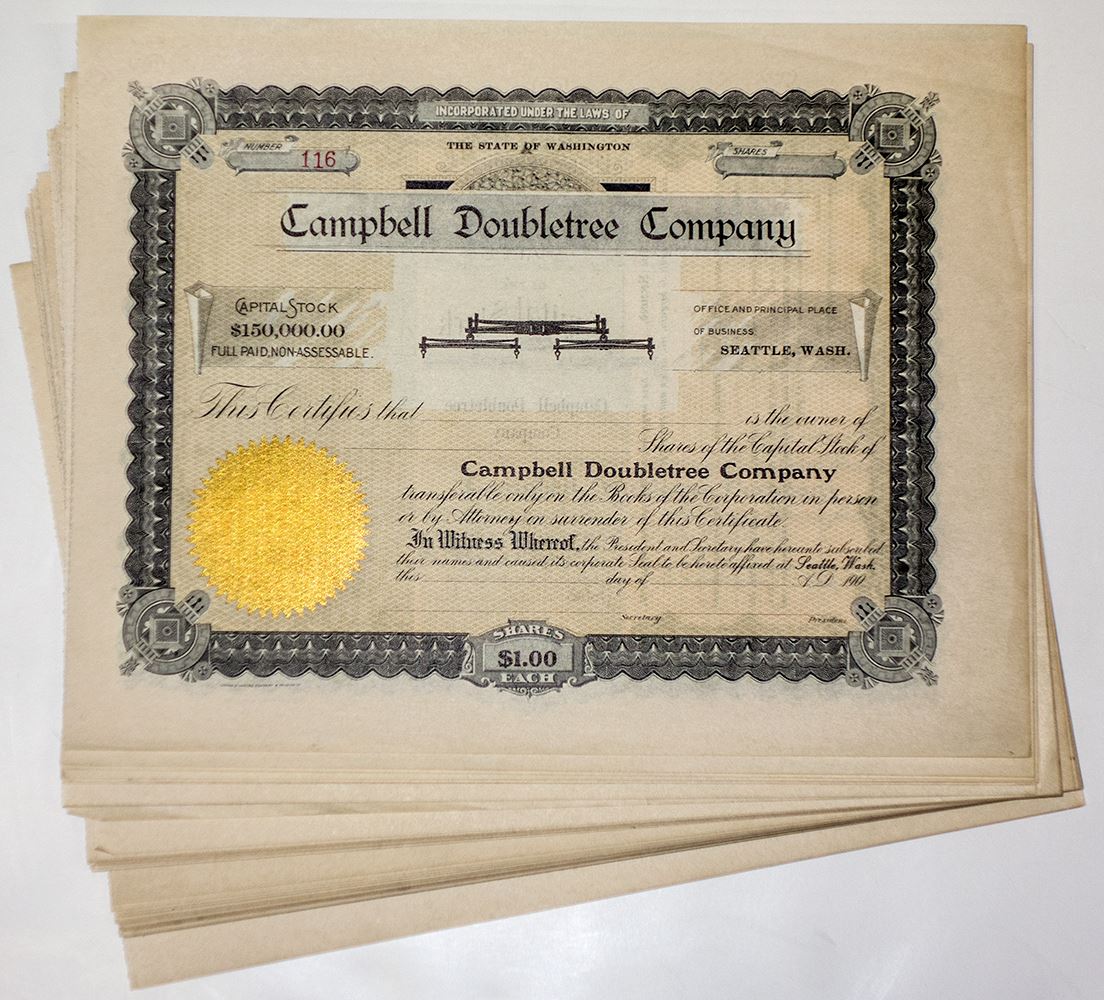 INCORPORATED UNDER THE LAWS OF
NUMBER 116
THE STATE OF WASHINGTON
SHARES
Campbell Doubletree Company
CAPITAL STOCK
$150,000.00
FULL PAID, NON-ASSESSABLE.
OFFICE AND PRINCIPAL PLACE
OF BUSINESS
SEATTLE, WASH.
This Certifies that is the owner of
Shares of the Capital Stock of
Campbell Doubletree Company
transferable only on the Books of the Corporation in person
or by Attorney on surrender of this Certificate.
In Witness Whereof, the President and Secretary have hereunto subscribed
their names and caused its corporate Seal to be hereto affixed at Seattle, Wash.
this day of A.D. 190
Secretary President
SHARES
$1.00
EACH